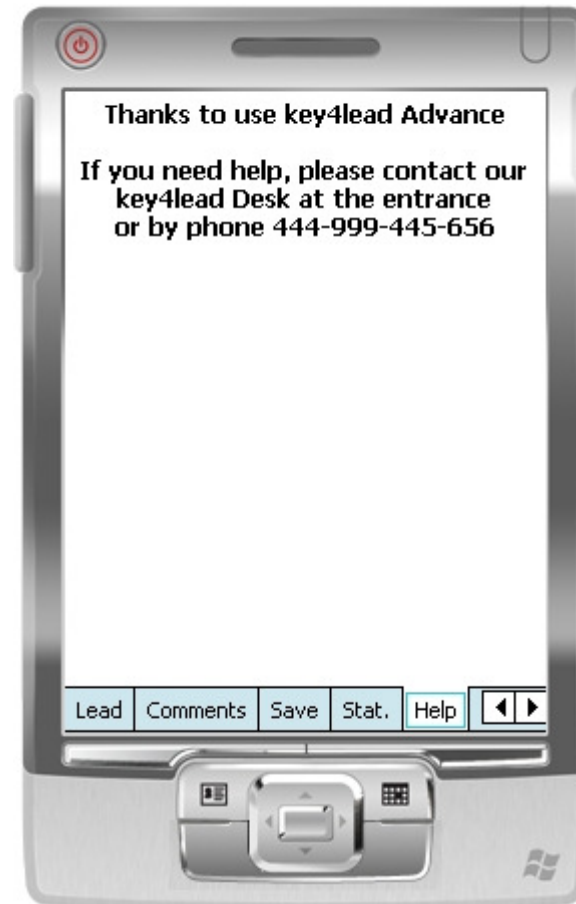 Thanks to use key4lead Advance
If you need help, please contact our
key4lead Desk at the entrance
or by phone 444-999-445-656
Lead Comments Save Stat. Help